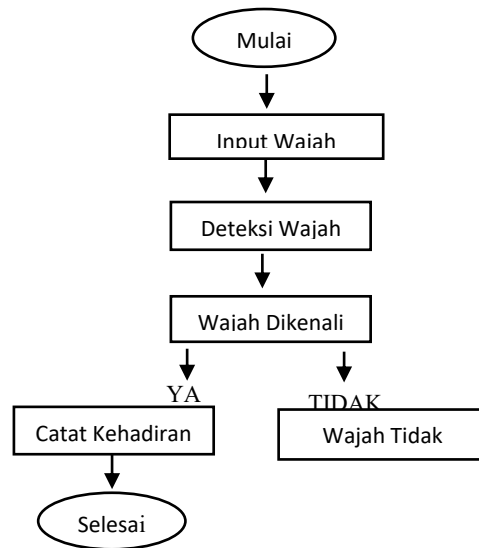 Mulai
Input Wajah
Deteksi Wajah
Wajah Dikenali
YA
TIDAK
Catat Kehadiran
Wajah Tidak
Selesai